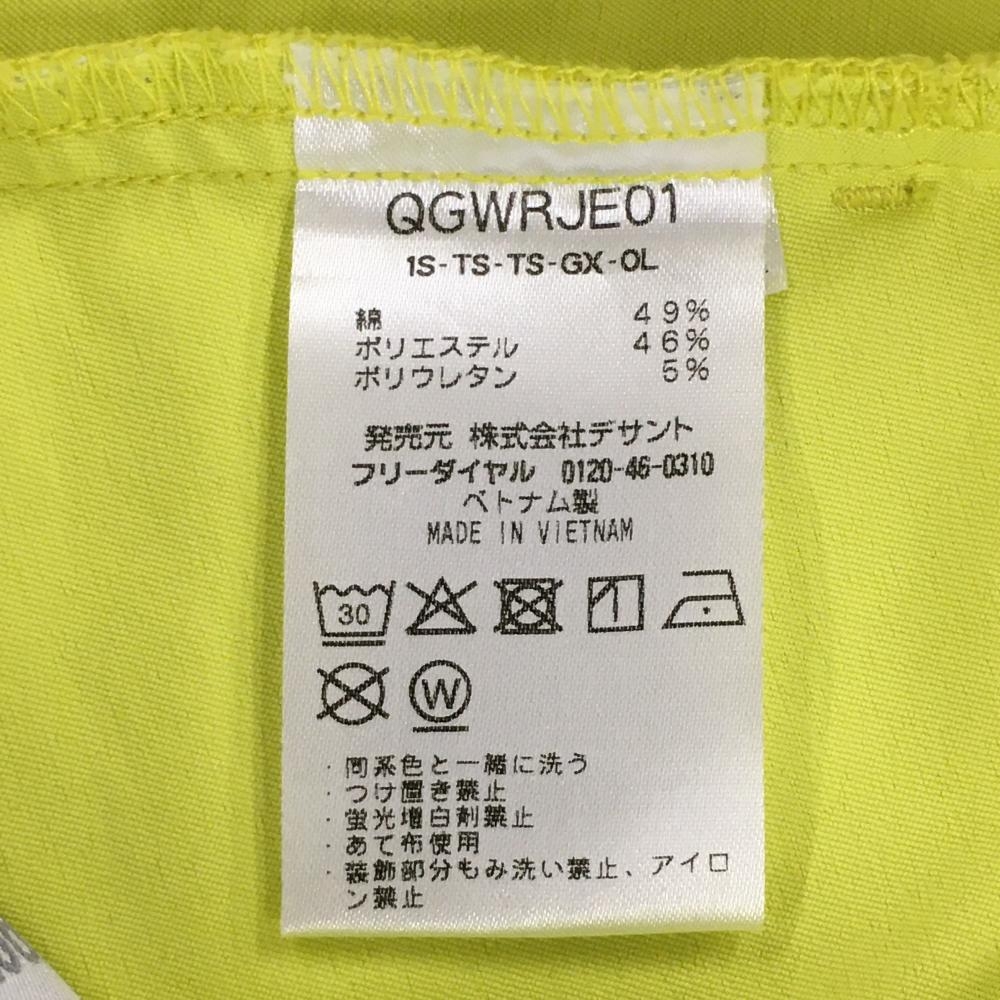 QGWRJE01
1S-TS-TS-GX-0L
綿 49%
ポリエステル 46%
ポリウレタン 5%
発売元 株式会社デサント
フリーダイヤル 0120-46-0310
ベトナム製
MADE IN VIETNAM
30
W
・同系色と一緒に洗う
・つけ置き禁止
・蛍光増白剤禁止
・あて布使用
・装飾部分もみ洗い禁止、アイロ
ン禁止